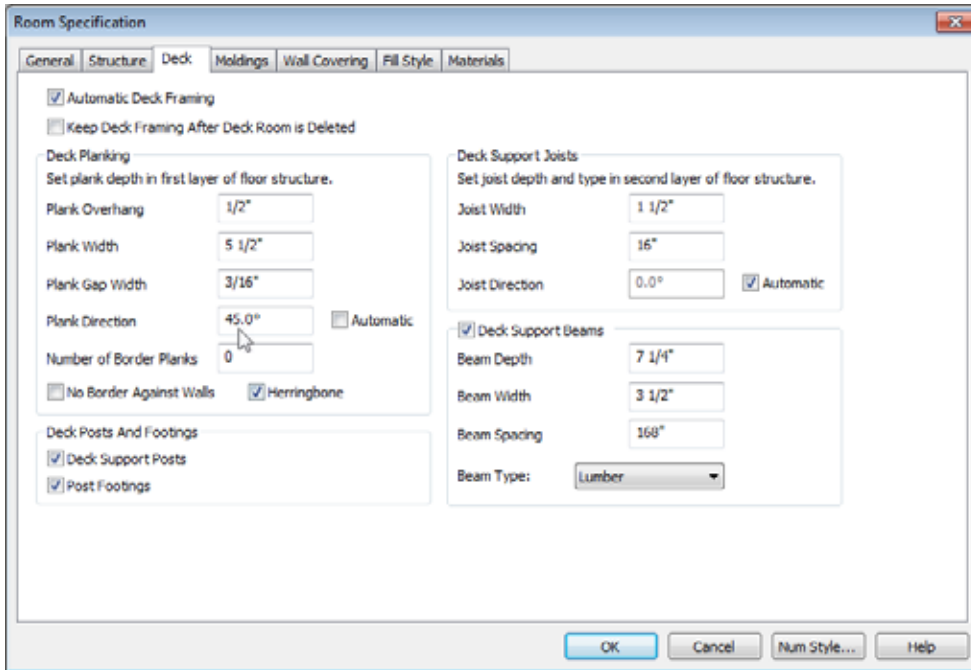 Room Specification
General Structure Deck Moldings Wall Covering Fill Style Materials
Automatic Deck Framing
Keep Deck Framing After Deck Room is Deleted
Deck Planking
Set plank depth in first layer of floor structure.
Plank Overhang 1/2"
Plank Width 5 1/2"
Plank Gap Width 3/16"
Plank Direction 45.0° Automatic
Number of Border Planks 0
No Border Against Walls Herringbone
Deck Posts And Footings
Deck Support Posts
Post Footings
Deck Support Joists
Set joist depth and type in second layer of floor structure.
Joist Width 1 1/2"
Joist Spacing 16"
Joist Direction 0.0° Automatic
Deck Support Beams
Beam Depth 7 1/4"
Beam Width 3 1/2"
Beam Spacing 168"
Beam Type: Lumber
OK Cancel Num Style... Help